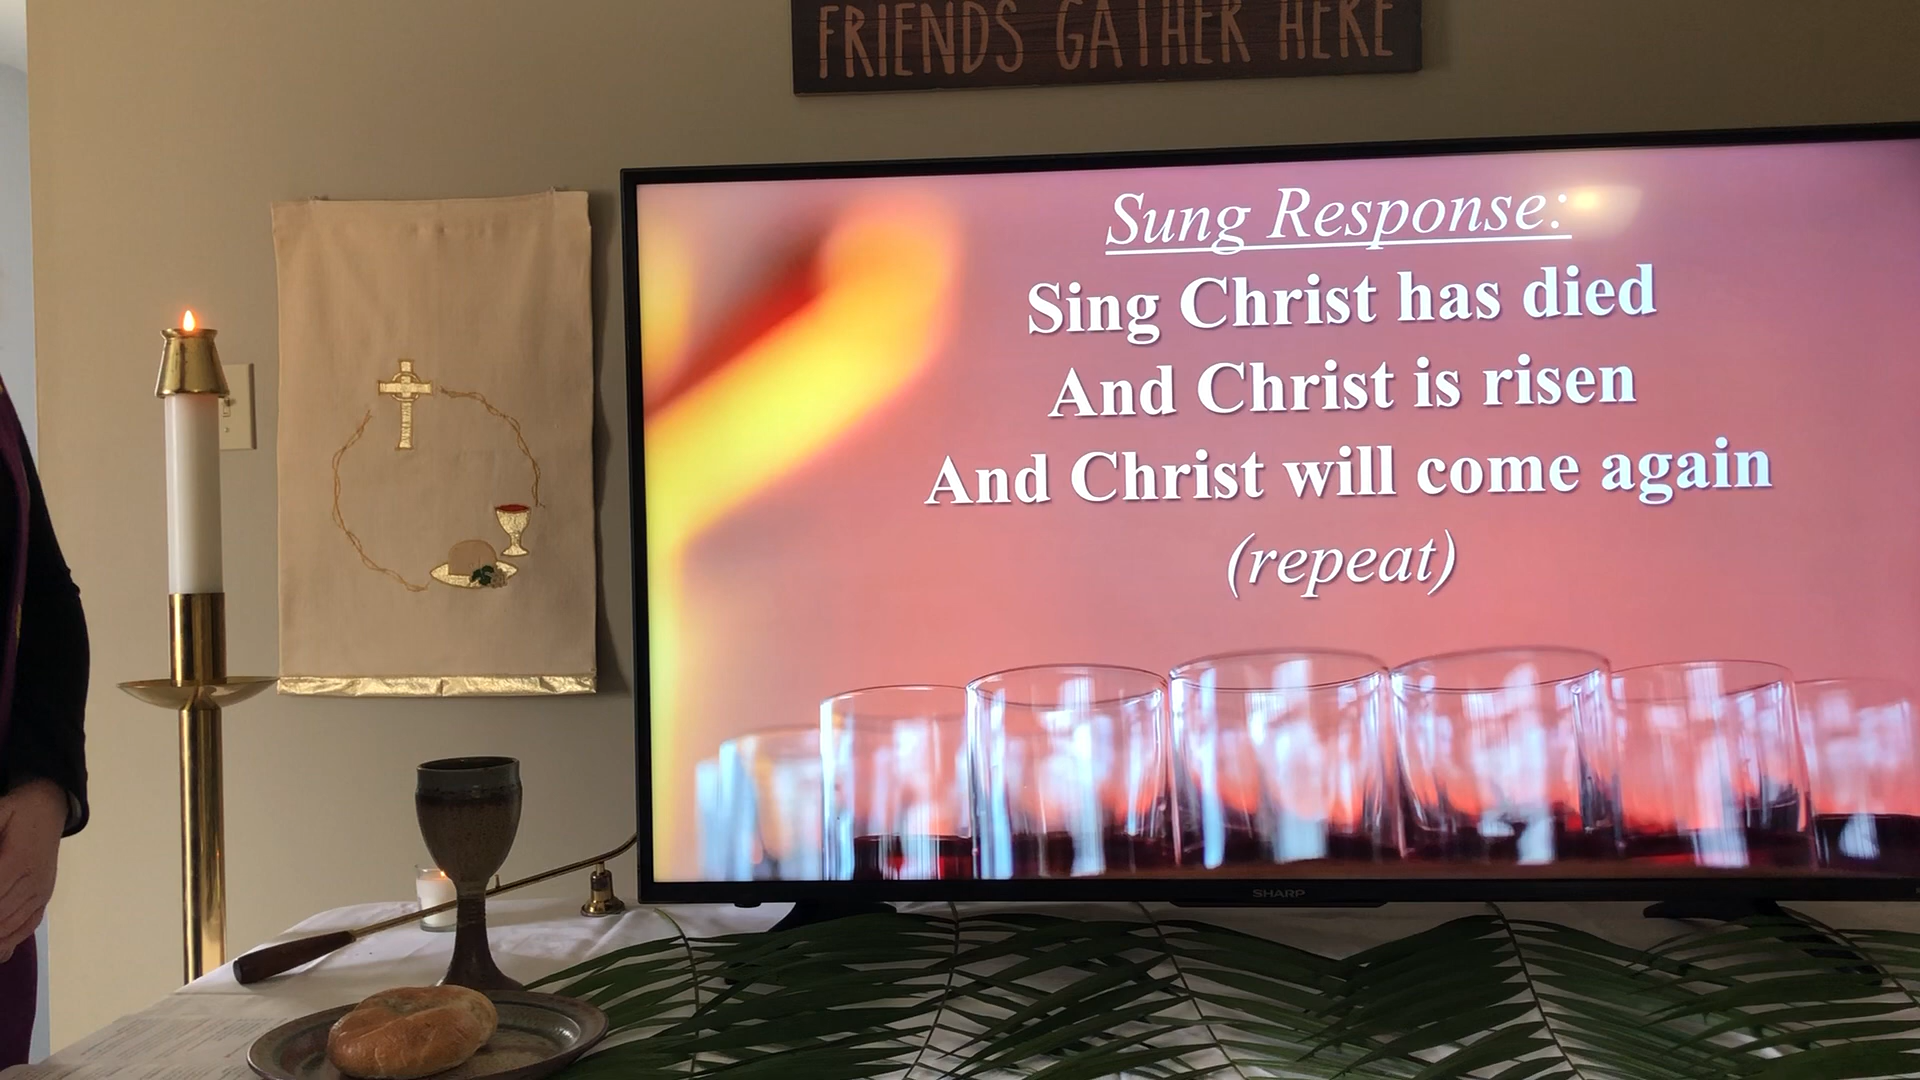 FRIENDS GATHER HERE
Sung Response:
Sing Christ has died
And Christ is risen
And Christ will come again
(repeat)
SHARP